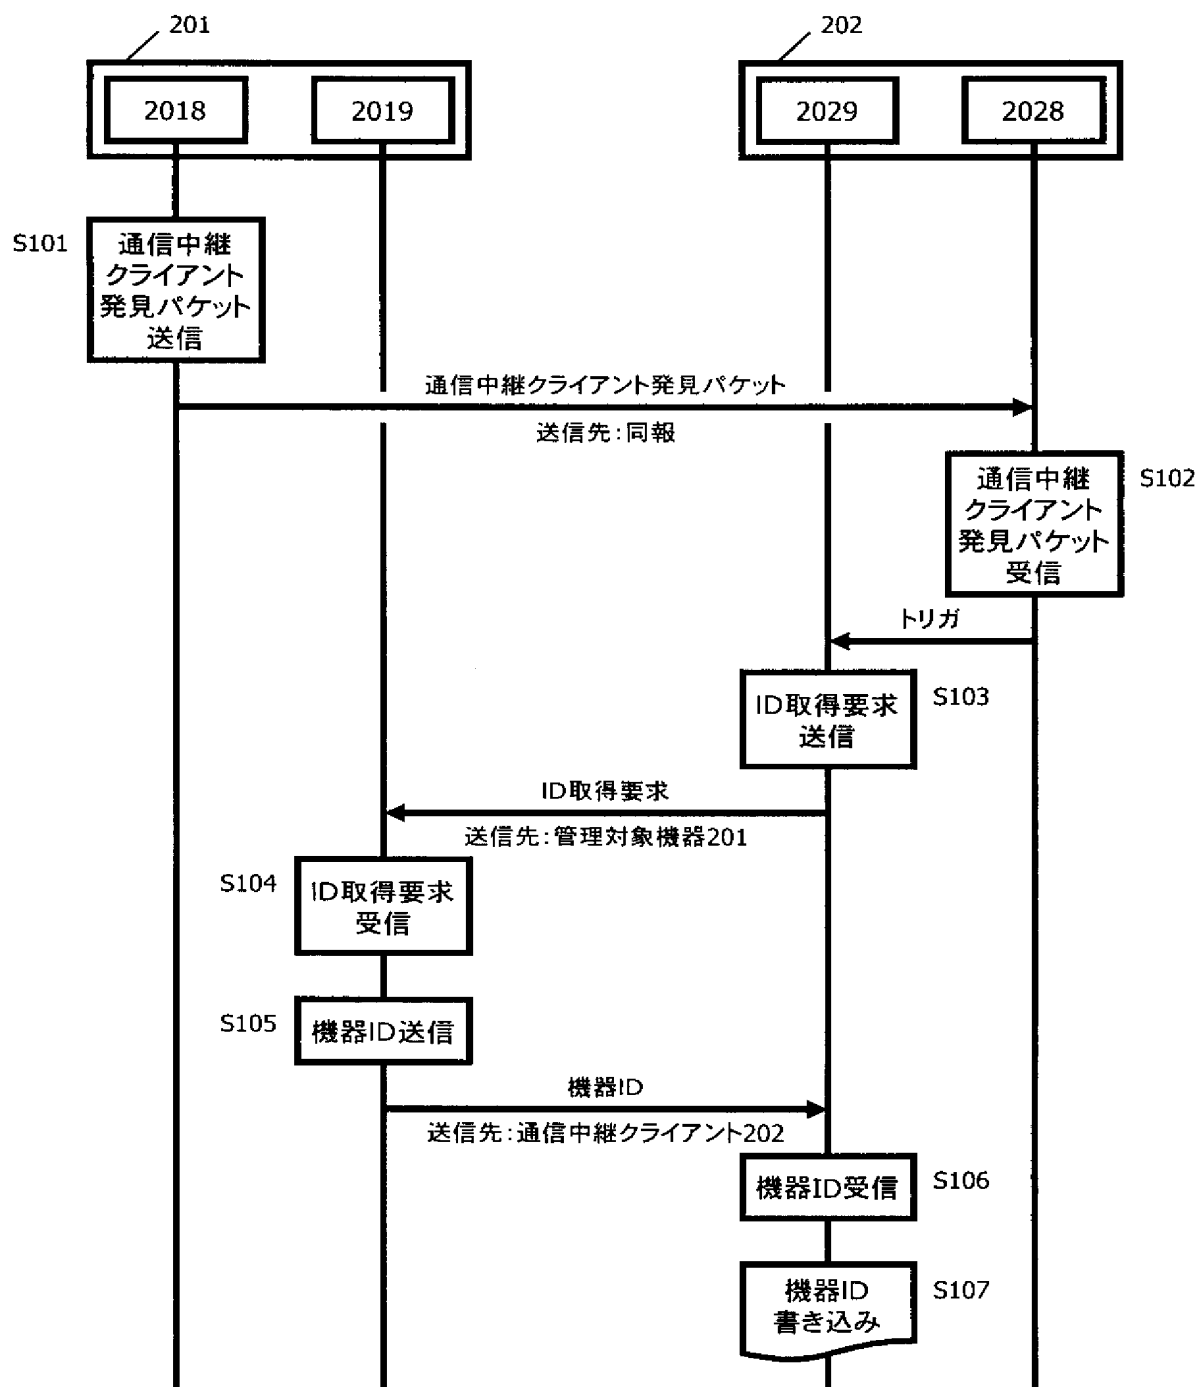 201
202
2018
2019
2029
2028
S101
通信中継
クライアント
発見パケット
送信
通信中継クライアント発見パケット
送信先：同報
通信中継
クライアント
発見パケット
受信
S102
トリガ
ID取得要求
送信
S103
ID取得要求
送信先：管理対象機器201
S104
ID取得要求
受信
S105
機器ID送信
機器ID
送信先：通信中継クライアント202
機器ID受信
S106
機器ID
書き込み
S107